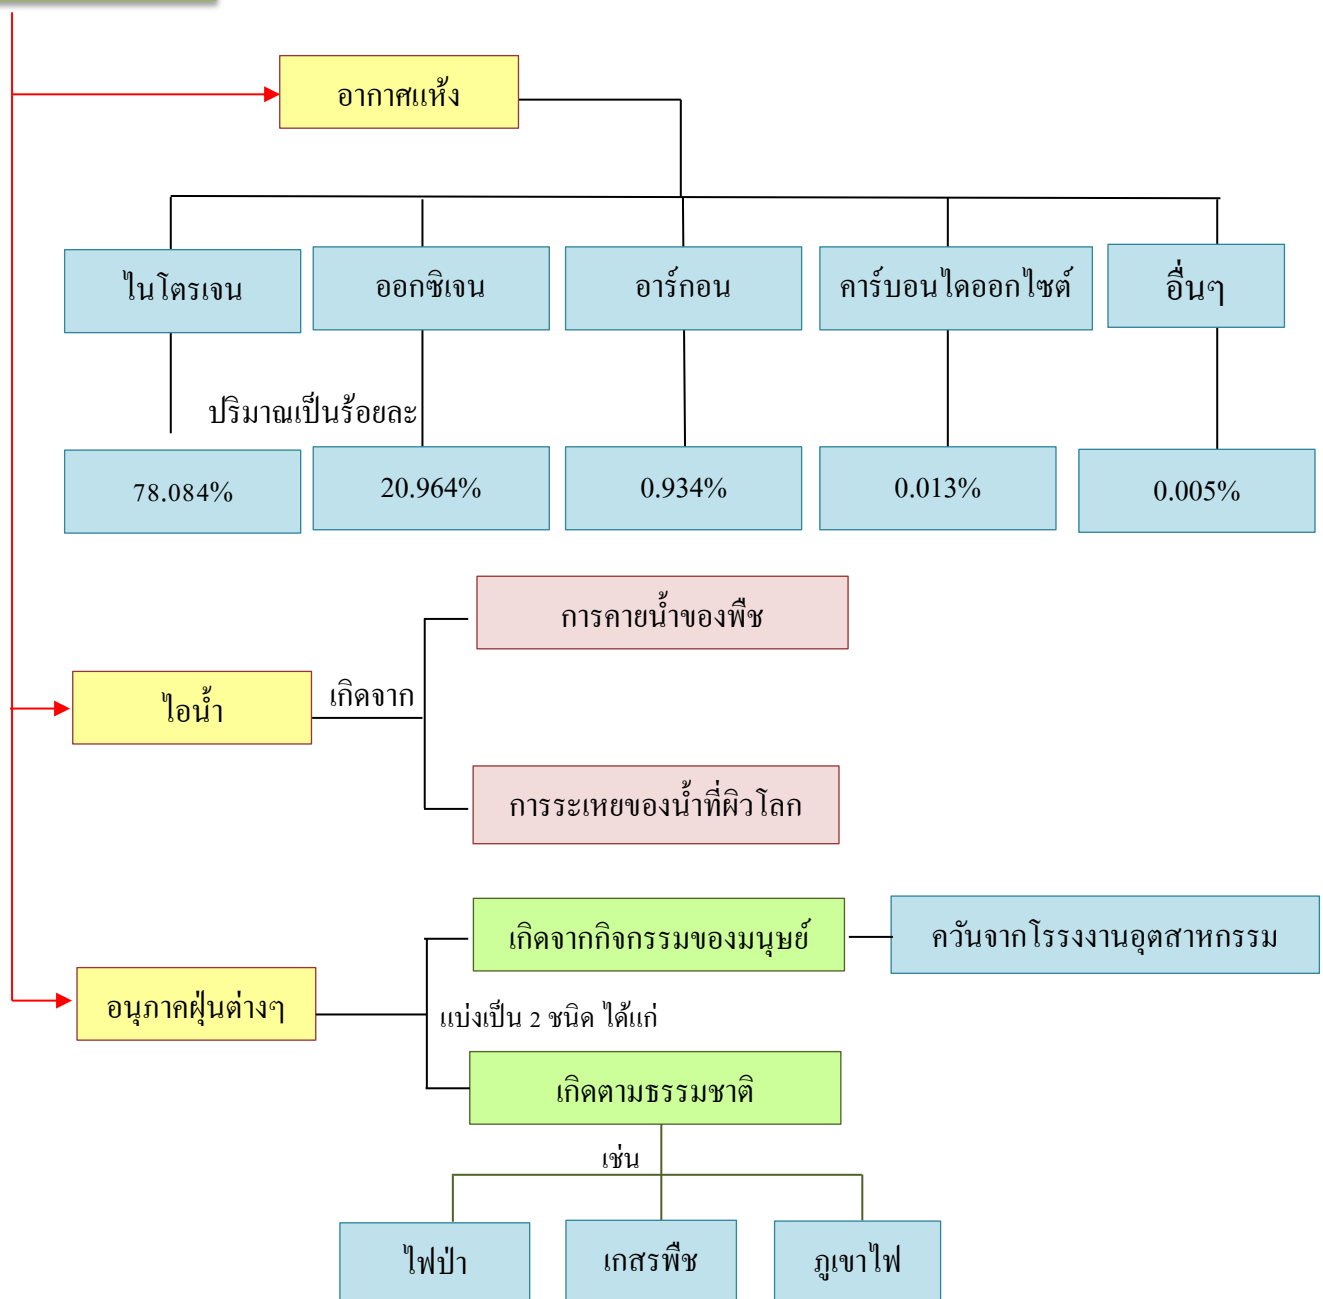 อากาศแห้ง
ไนโตรเจน
ออกซิเจน
อาร์กอน
คาร์บอนไดออกไซต์
อื่นๆ
ปริมาณเป็นร้อยละ
78.084%
20.964%
0.934%
0.013%
0.005%
การคายน้ำของพืช
ไอน้ำ
เกิดจาก
การระเหยของน้ำที่ผิวโลก
เกิดจากกิจกรรมของมนุษย์
ควันจากโรรงงานอุตสาหกรรม
อนุภาคฝุ่นต่างๆ
แบ่งเป็น 2 ชนิด ได้แก่
เกิดตามธรรมชาติ
เช่น
ไฟป่า
เกสรพืช
ภูเขาไฟ